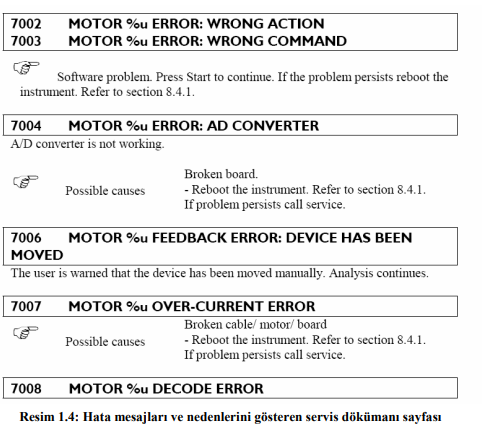 7002 MOTOR %u ERROR: WRONG ACTION
7003 MOTOR %u ERROR: WRONG COMMAND
Software problem. Press Start to continue. If the problem persists reboot the
instrument. Refer to section 8.4.1.
7004 MOTOR %u ERROR: AD CONVERTER
A/D converter is not working.
Broken board.
Possible causes - Reboot the instrument. Refer to section 8.4.1.
If problem persists call service.
7006 MOTOR %u FEEDBACK ERROR: DEVICE HAS BEEN
MOVED
The user is warned that the device has been moved manually. Analysis continues.
7007 MOTOR %u OVER-CURRENT ERROR
Broken cable/ motor/ board
Possible causes - Reboot the instrument. Refer to section 8.4.1.
If problem persists call service.
7008 MOTOR %u DECODE ERROR
Resim 1.4: Hata mesajları ve nedenlerini gösteren servis dökümanı sayfası